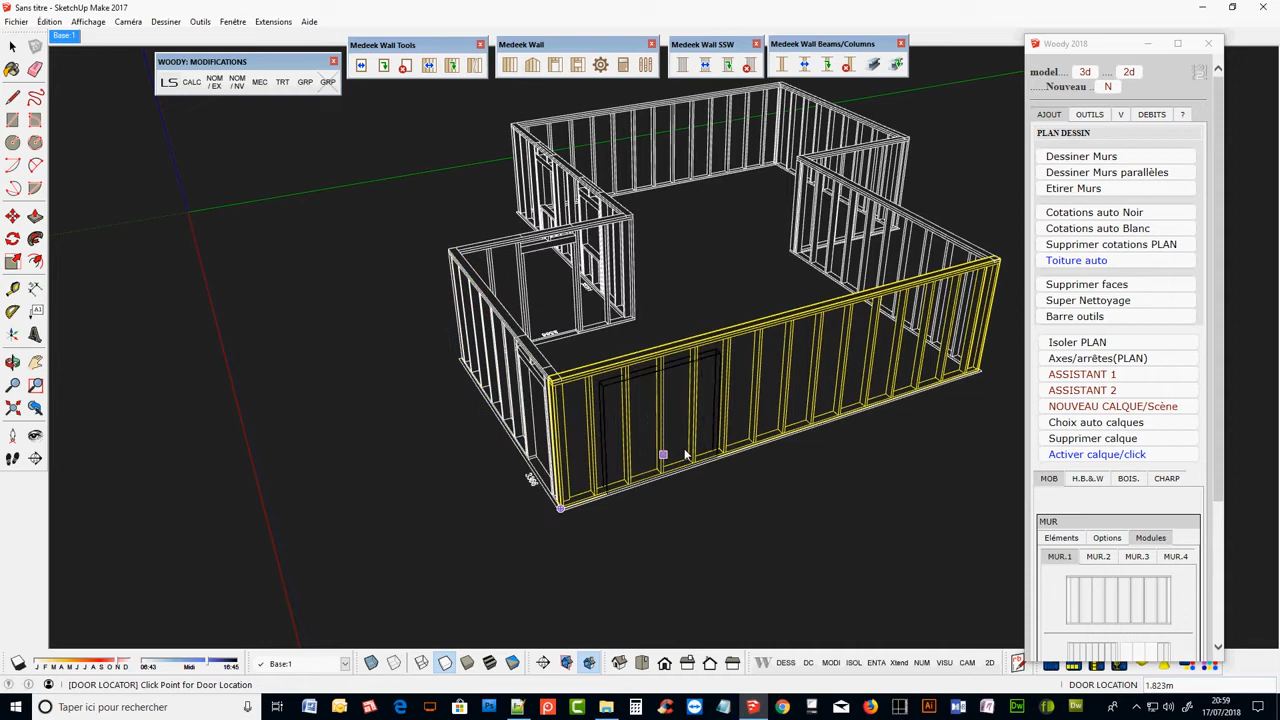 Sans titre - SketchUp Make 2017
Fichier Édition Affichage Caméra Dessiner Outils Fenêtre Extensions Aide
Base:1
WOODY: MODIFICATIONS
LS CALC NOM / EX NOM / NV MEC TRT GRP GRP
Medeek Wall Tools
Medeek Wall
Medeek Wall SSW
Medeek Wall Beams/Columns
Woody 2018
model.... 3d .... 2d
......Nouveau N
AJOUT OUTILS V DEBITS ?
PLAN DESSIN
Dessiner Murs
Dessiner Murs parallèles
Etirer Murs
Cotations auto Noir
Cotations auto Blanc
Supprimer cotations PLAN
Toiture auto
Supprimer faces
Super Nettoyage
Barre outils
Isoler PLAN
Axes/arrêtes(PLAN)
ASSISTANT 1
ASSISTANT 2
NOUVEAU CALQUE/Scène
Choix auto calques
Supprimer calque
Activer calque/click
MOB H.B.&.W BOIS. CHARP
MUR
Eléments Options Modules
MUR.1 MUR.2 MUR.3 MUR.4
J F M A M J J A S O N D 06:43 Midi 16:45
Base:1
DESS DC MODI ISOL ENTA Xtend NUM VISU CAM 2D
[DOOR LOCATOR] Click Point for Door Location
DOOR LOCATION 1.823m
Taper ici pour rechercher
20:59
17/07/2018